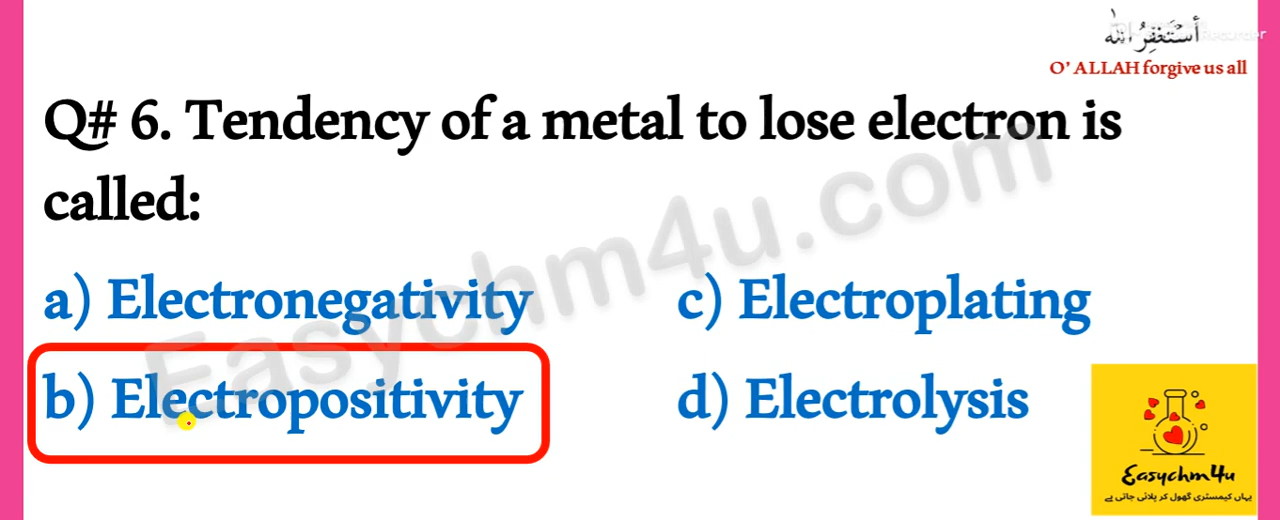 أَسْتَغْفِرُ اللّٰه
Recorder
O' ALLAH forgive us all
Q# 6. Tendency of a metal to lose electron is
called:
a) Electronegativity
c) Electroplating
b) Electropositivity
d) Electrolysis
Easychm4u.com
Easychm4u
یہاں کیمسٹری گھول کر پلائی جاتی ہے